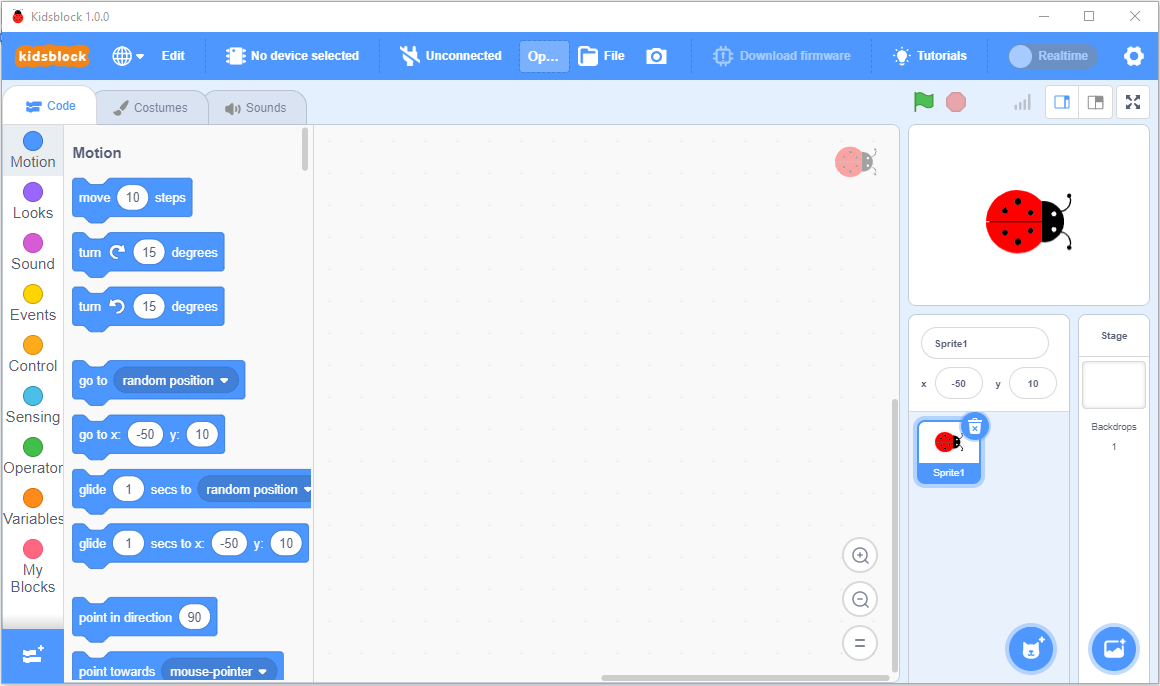 Kidsblock 1.0.0
kidsblock Edit No device selected Unconnected Op... File Download firmware Tutorials Realtime
Code Costumes Sounds
Motion
Looks
Sound
Events
Control
Sensing
Operator
Variables
My
Blocks
Motion
move 10 steps
turn 15 degrees
turn 15 degrees
go to random position
go to x: -50 y: 10
glide 1 secs to random position
glide 1 secs to x: -50 y: 10
point in direction 90
point towards mouse-pointer
Sprite1
x -50 y 10
Sprite1
Stage
Backdrops
1